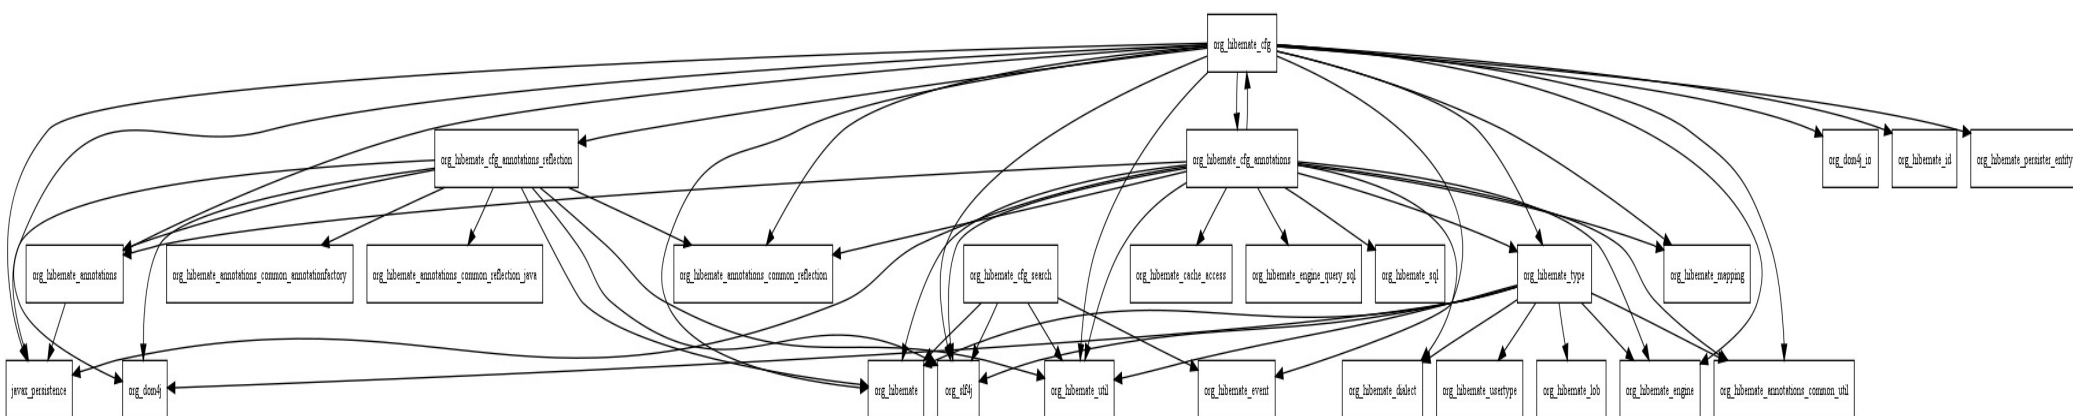 org_hibernate_cfg
org_hibernate_cfg_annotations_reflection
org_hibernate_cfg_annotations
org_dom4j_io
org_hibernate_id
org_hibernate_persister_entity
org_hibernate_annotations
org_hibernate_annotations_common_annotationfactory
org_hibernate_annotations_common_reflection_java
org_hibernate_annotations_common_reflection
org_hibernate_cfg_search
org_hibernate_cache_access
org_hibernate_engine_query_sql
org_hibernate_sql
org_hibernate_type
org_hibernate_mapping
javax_persistence
org_dom4j
org_hibernate
org_slf4j
org_hibernate_util
org_hibernate_event
org_hibernate_dialect
org_hibernate_usertype
org_hibernate_lob
org_hibernate_engine
org_hibernate_annotations_common_util